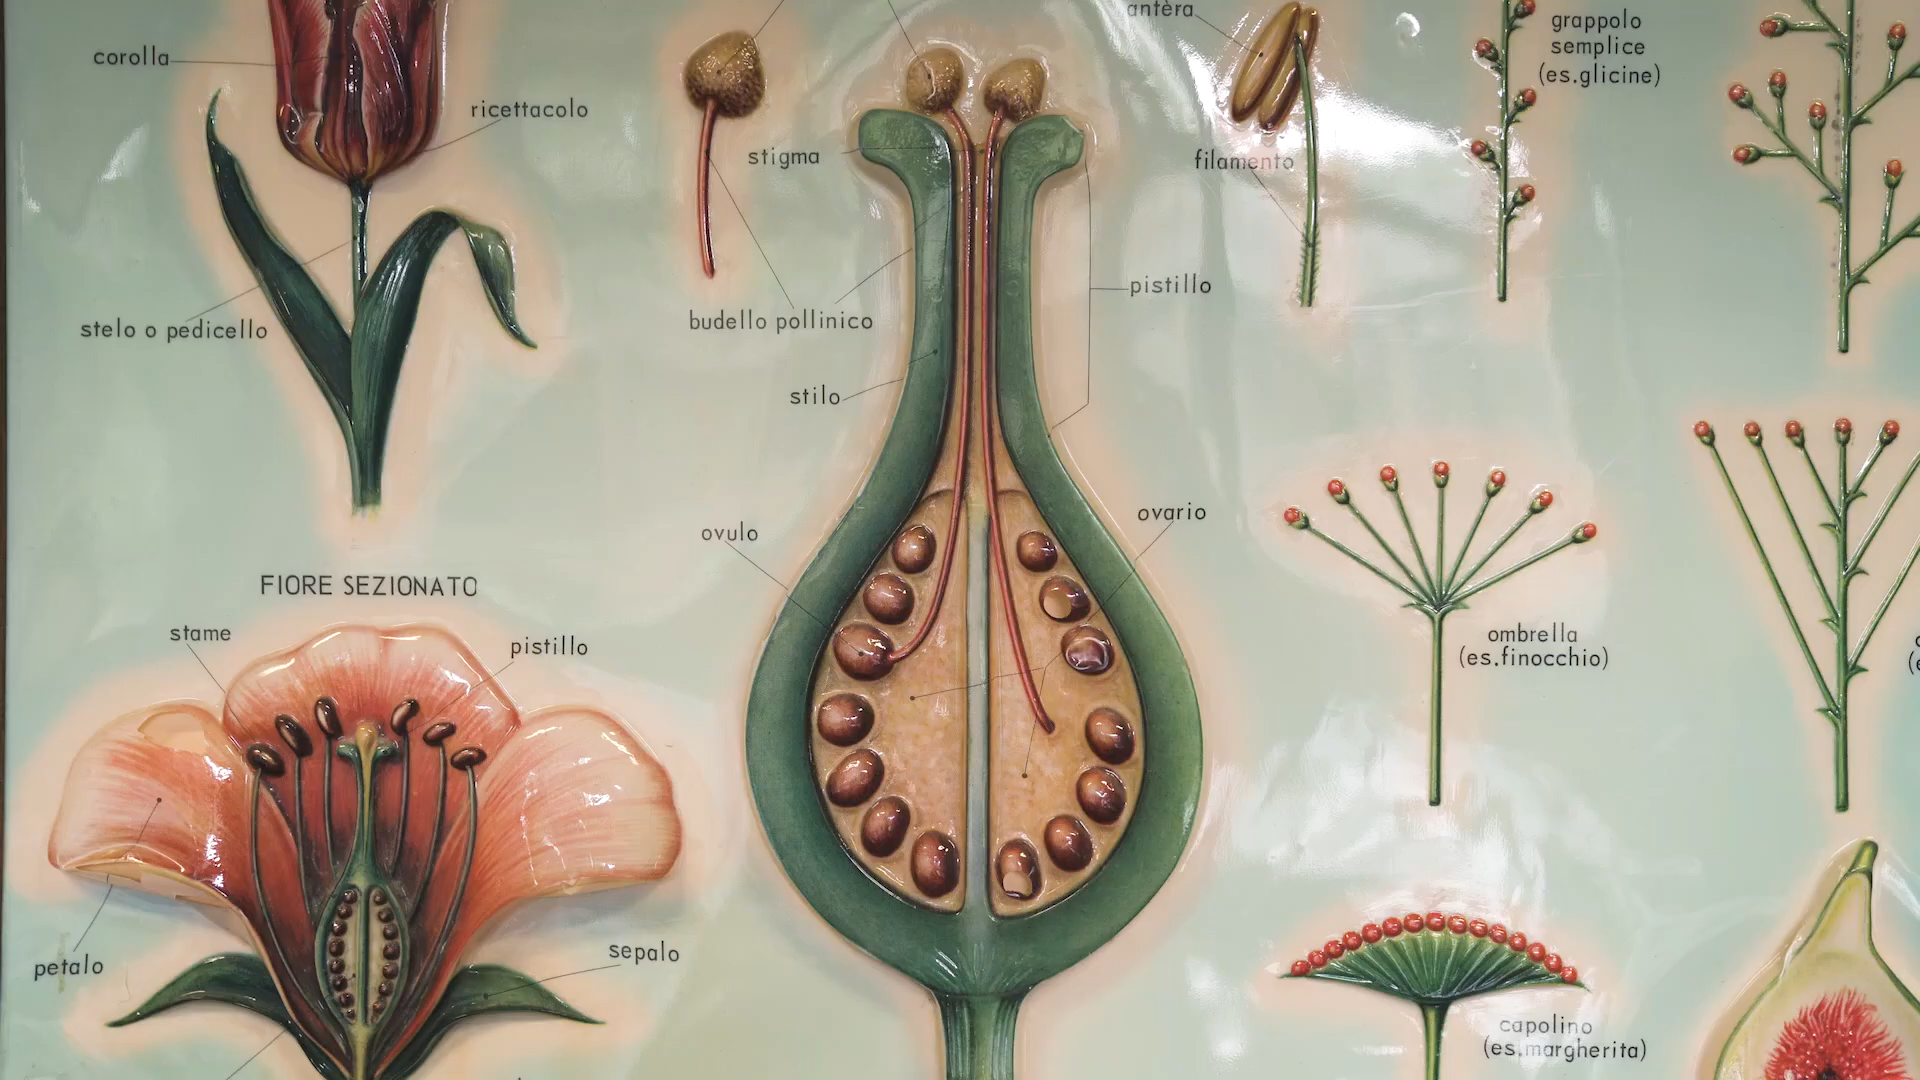 corolla
ricettacolo
stelo o pedicello
FIORE SEZIONATO
stame
pistillo
petalo
sepalo
stigma
budello pollinico
stilo
ovulo
ovario
pistillo
antèra
filamento
grappolo
semplice
(es.glicine)
ombrella
(es.finocchio)
capolino
(es.margherita)